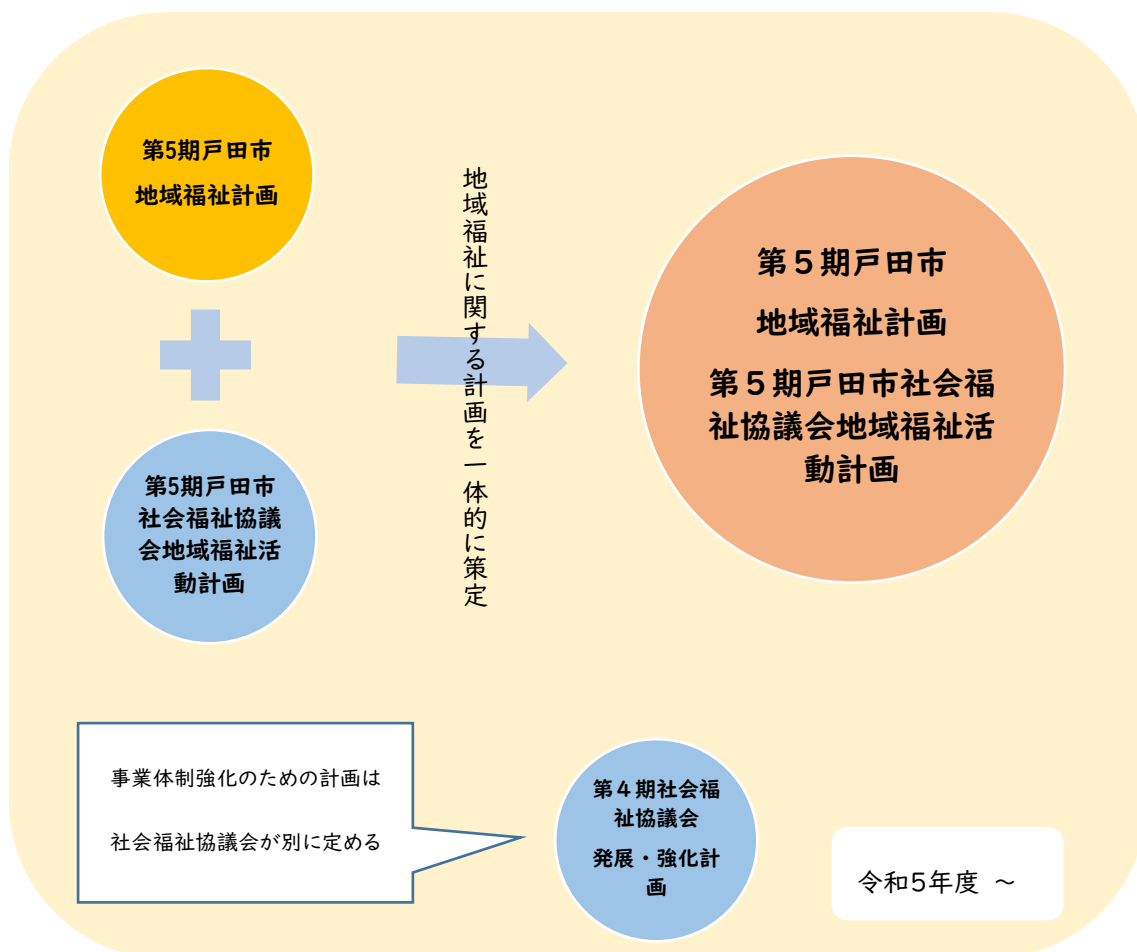 第5期戸田市
地域福祉計画
第5期戸田市
社会福祉協議
会地域福祉活
動計画
地域福祉に関する計画を一体的に策定
第５期戸田市
地域福祉計画
第５期戸田市社会福
祉協議会地域福祉活
動計画
事業体制強化のための計画は
社会福祉協議会が別に定める
第４期社会福
祉協議会
発展・強化計
画
令和5年度 ～